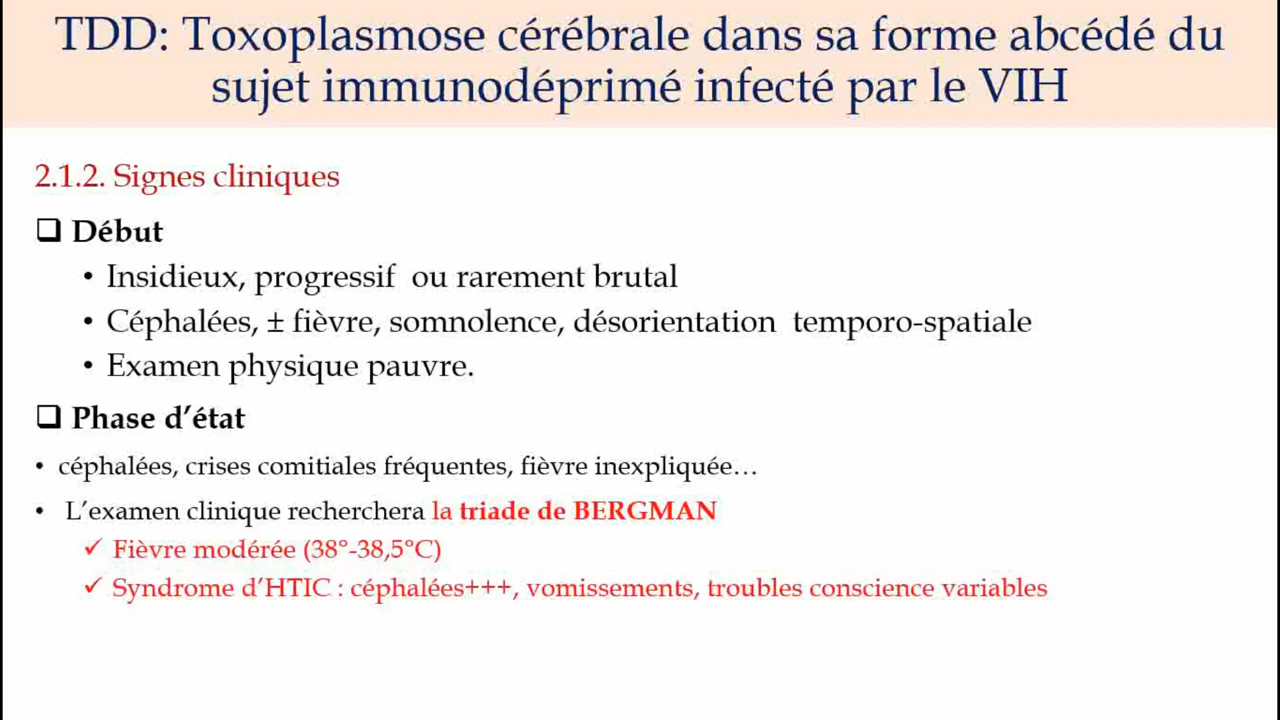 TDD: Toxoplasmose cérébrale dans sa forme abcédé du
sujet immunodéprimé infecté par le VIH
2.1.2. Signes cliniques
❑ Début
• Insidieux, progressif ou rarement brutal
• Céphalées, ± fièvre, somnolence, désorientation temporo-spatiale
• Examen physique pauvre.
❑ Phase d’état
• céphalées, crises comitiales fréquentes, fièvre inexpliquée…
• L’examen clinique recherchera la triade de BERGMAN
✓ Fièvre modérée (38°-38,5°C)
✓ Syndrome d’HTIC : céphalées+++, vomissements, troubles conscience variables